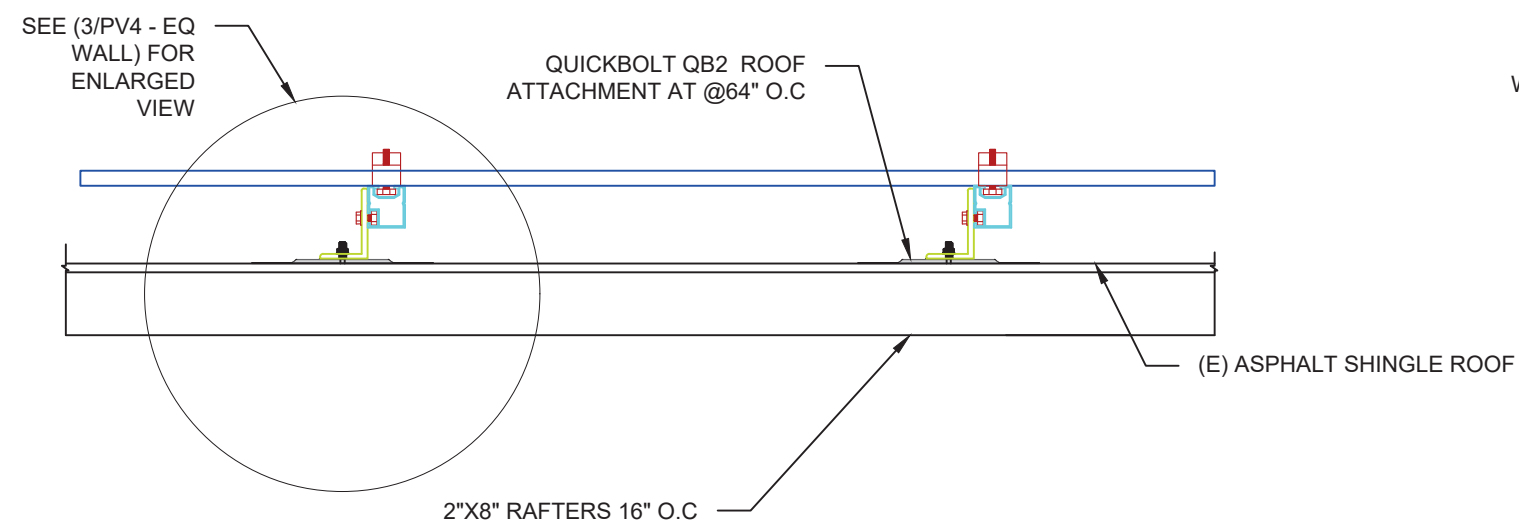 SEE (3/PV4 - EQ
WALL) FOR
ENLARGED
VIEW
QUICKBOLT QB2 ROOF
ATTACHMENT AT @64" O.C
(E) ASPHALT SHINGLE ROOF
2"X8" RAFTERS 16" O.C